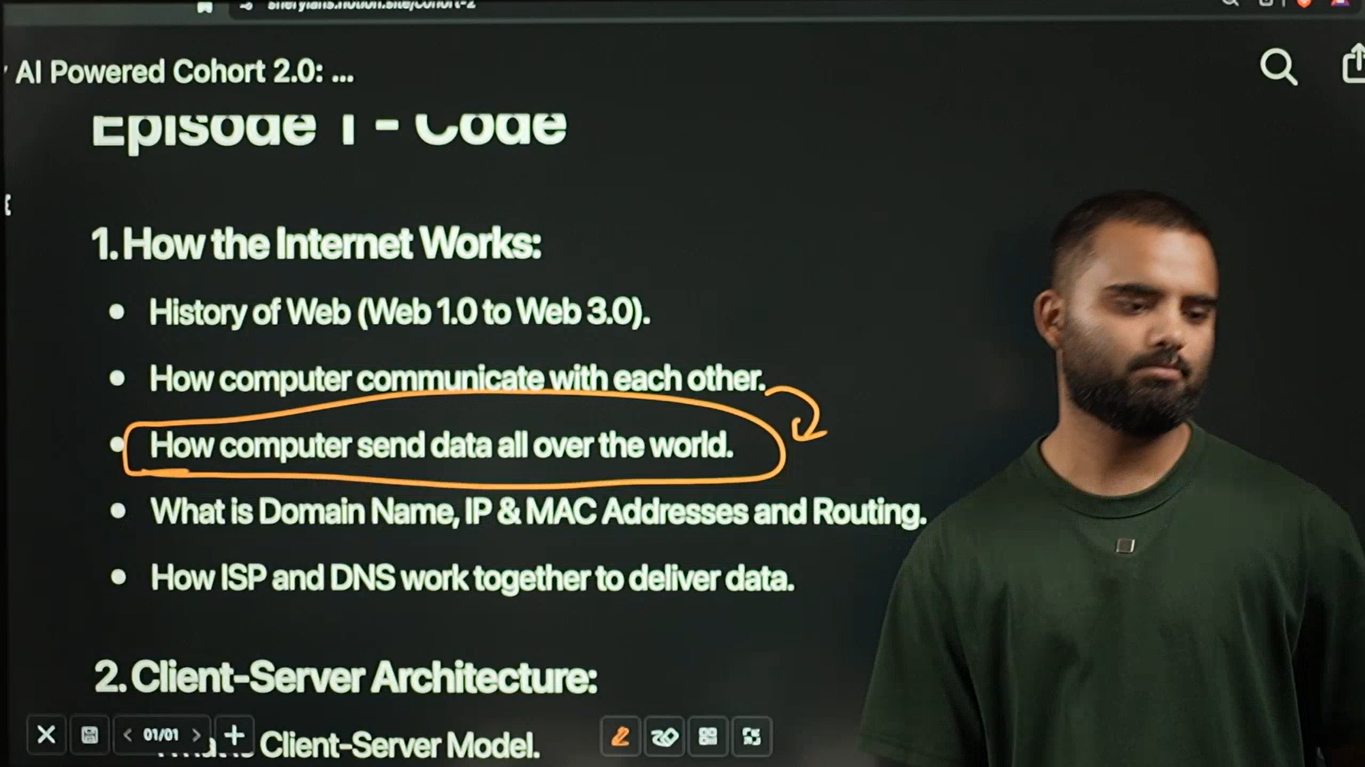 sheryians.notion.site/cohort-2
AI Powered Cohort 2.0: ...
Episode 1 - Code
1. How the Internet Works:
• History of Web (Web 1.0 to Web 3.0).
• How computer communicate with each other.
• How computer send data all over the world.
• What is Domain Name, IP & MAC Addresses and Routing.
• How ISP and DNS work together to deliver data.
2. Client-Server Architecture:
What is Client-Server Model.
01/01